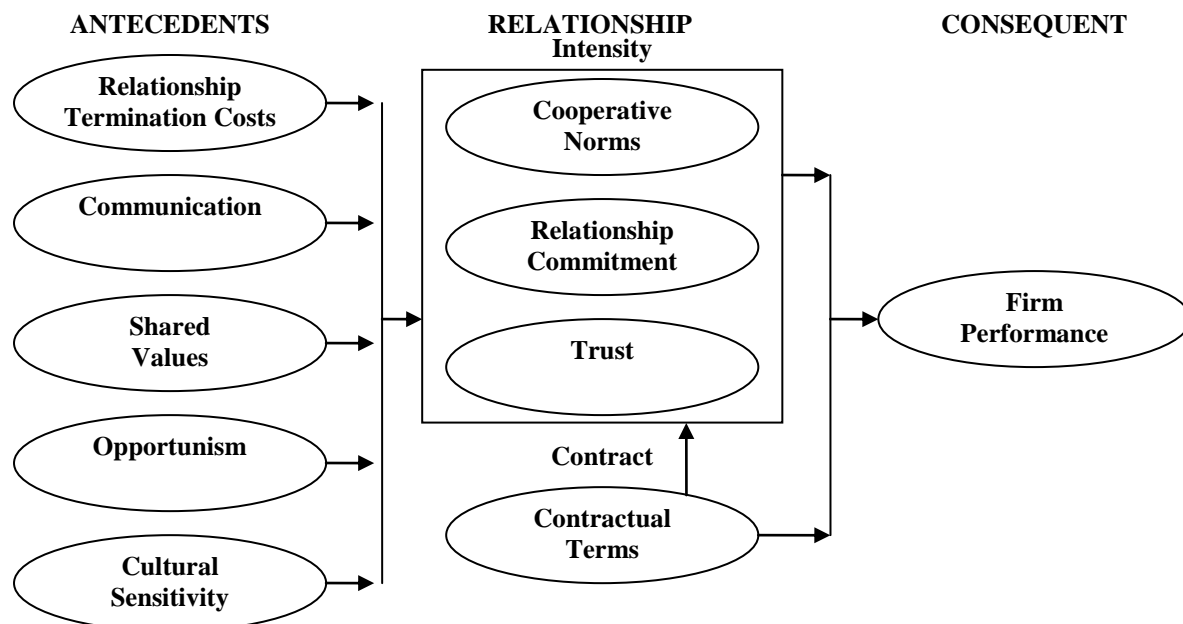 ANTECEDENTS
RELATIONSHIP
CONSEQUENT
Intensity
Relationship
Termination Costs
Communication
Shared
Values
Opportunism
Cultural
Sensitivity
Cooperative
Norms
Relationship
Commitment
Trust
Contract
Contractual
Terms
Firm
Performance